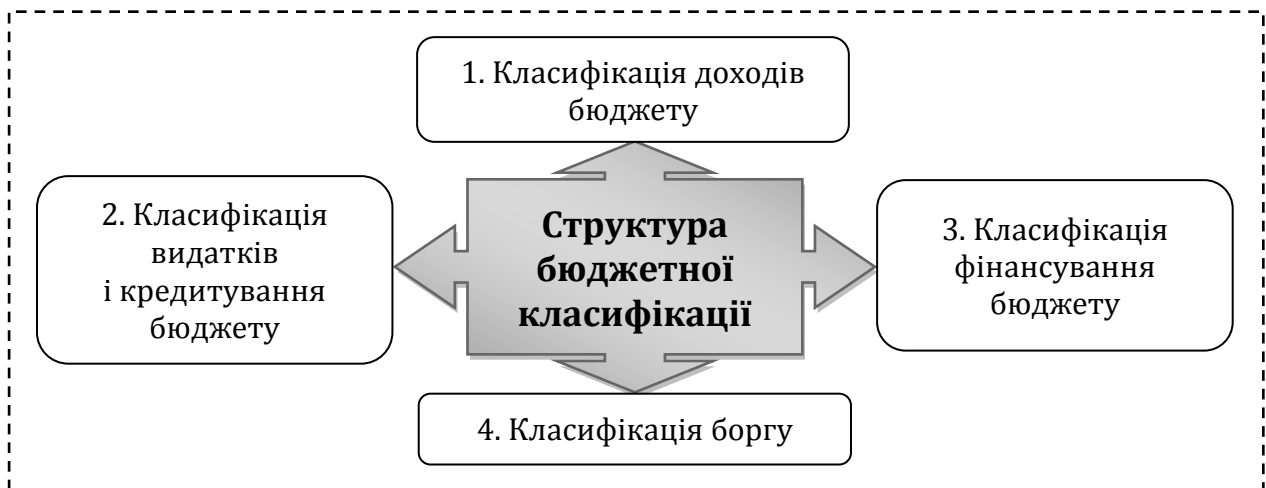 1. Класифікація доходів
бюджету
2. Класифікація
видатків
і кредитування
бюджету
Структура
бюджетної
класифікації
3. Класифікація
фінансування
бюджету
4. Класифікація боргу